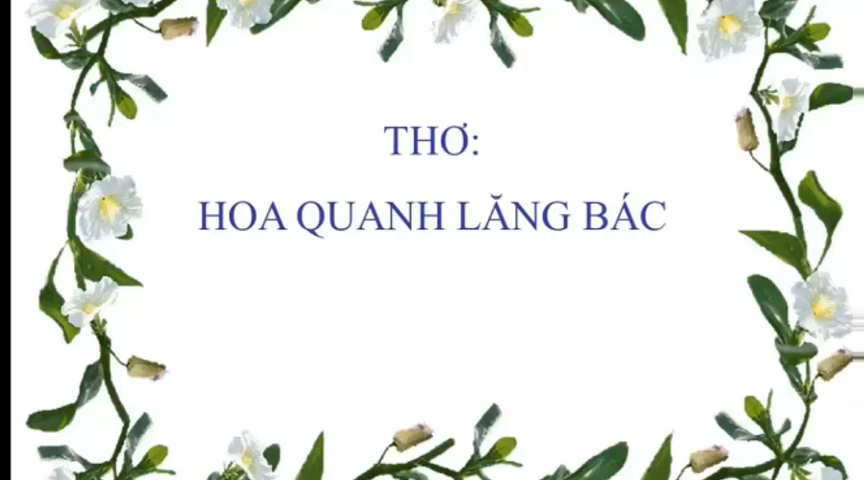 THƠ:
HOA QUANH LĂNG BÁC